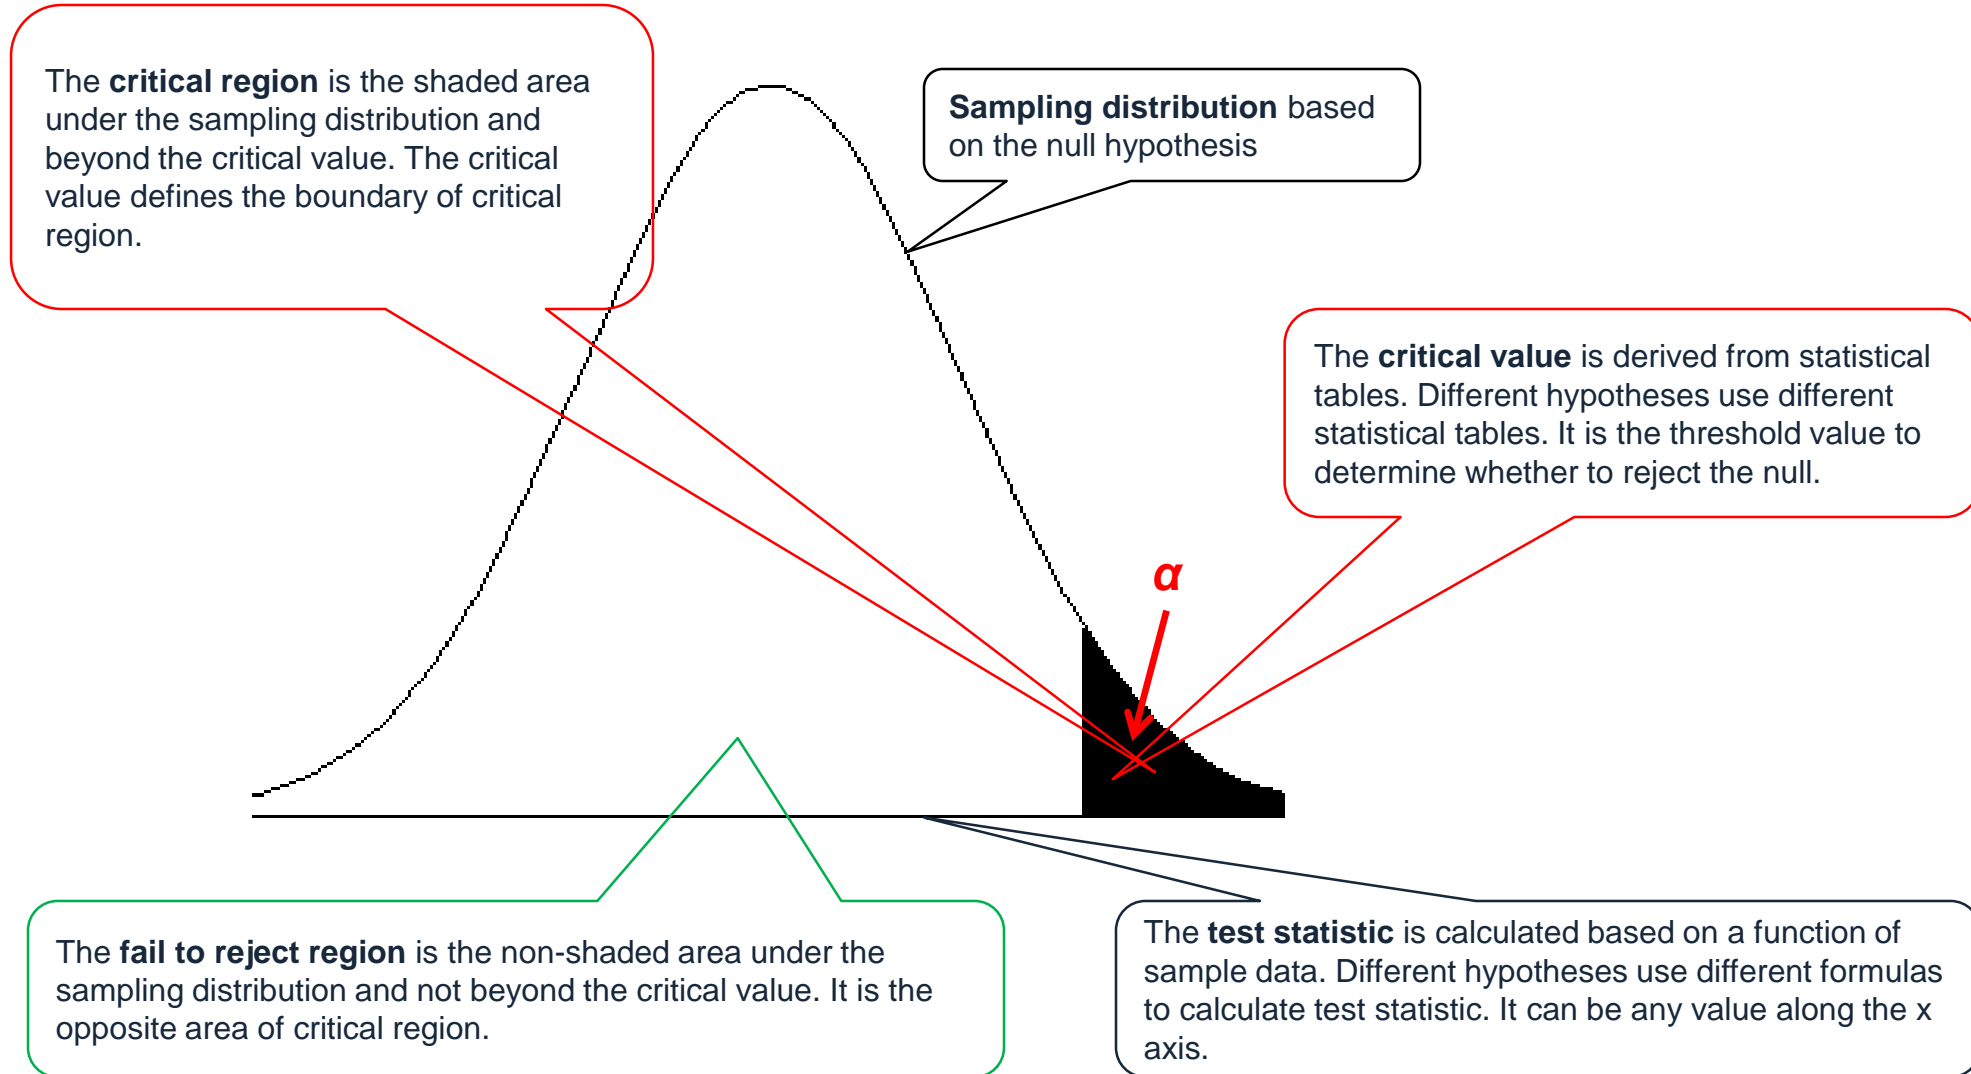 The critical region is the shaded area
under the sampling distribution and
beyond the critical value. The critical
value defines the boundary of critical
region.
Sampling distribution based
on the null hypothesis
The critical value is derived from statistical
tables. Different hypotheses use different
statistical tables. It is the threshold value to
determine whether to reject the null.
α
The fail to reject region is the non-shaded area under the
sampling distribution and not beyond the critical value. It is the
opposite area of critical region.
The test statistic is calculated based on a function of
sample data. Different hypotheses use different formulas
to calculate test statistic. It can be any value along the x
axis.